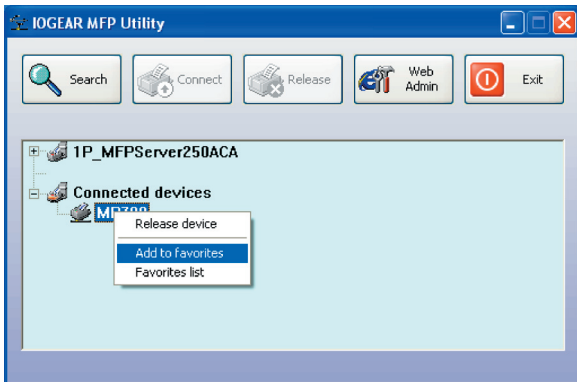 IOGEAR MFP Utility
Search
Connect
Release
Web
Admin
Exit
1P_MFPServer250ACA
Connected devices
Release device
Add to favorites
Favorites list